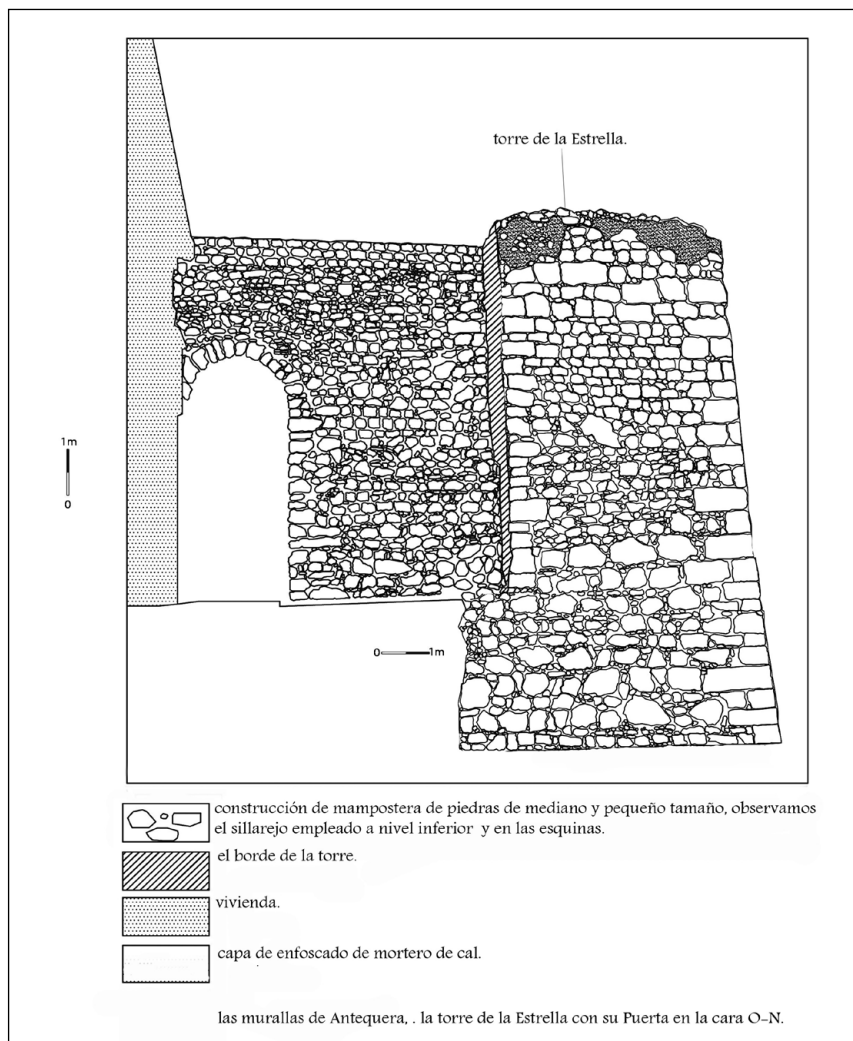 torre de la Estrella.
1m
0
0 1m
construcción de mampostera de piedras de mediano y pequeño tamaño, observamos
el sillarejo empleado a nivel inferior y en las esquinas.
el borde de la torre.
vivienda.
capa de enfoscado de mortero de cal.
las murallas de Antequera, . la torre de la Estrella con su Puerta en la cara O-N.